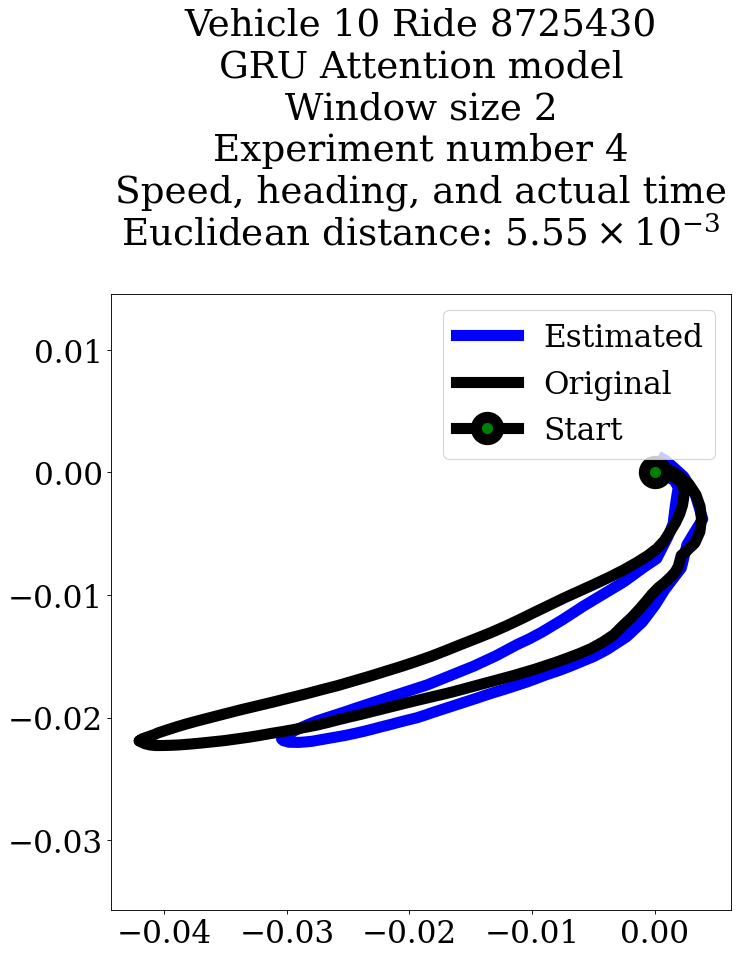 Vehicle 10 Ride 8725430
GRU Attention model
Window size 2
Experiment number 4
Speed, heading, and actual time
Euclidean distance: 5.55 × 10⁻³
Estimated
Original
Start
0.01
0.00
−0.01
−0.02
−0.03
−0.04 −0.03 −0.02 −0.01 0.00